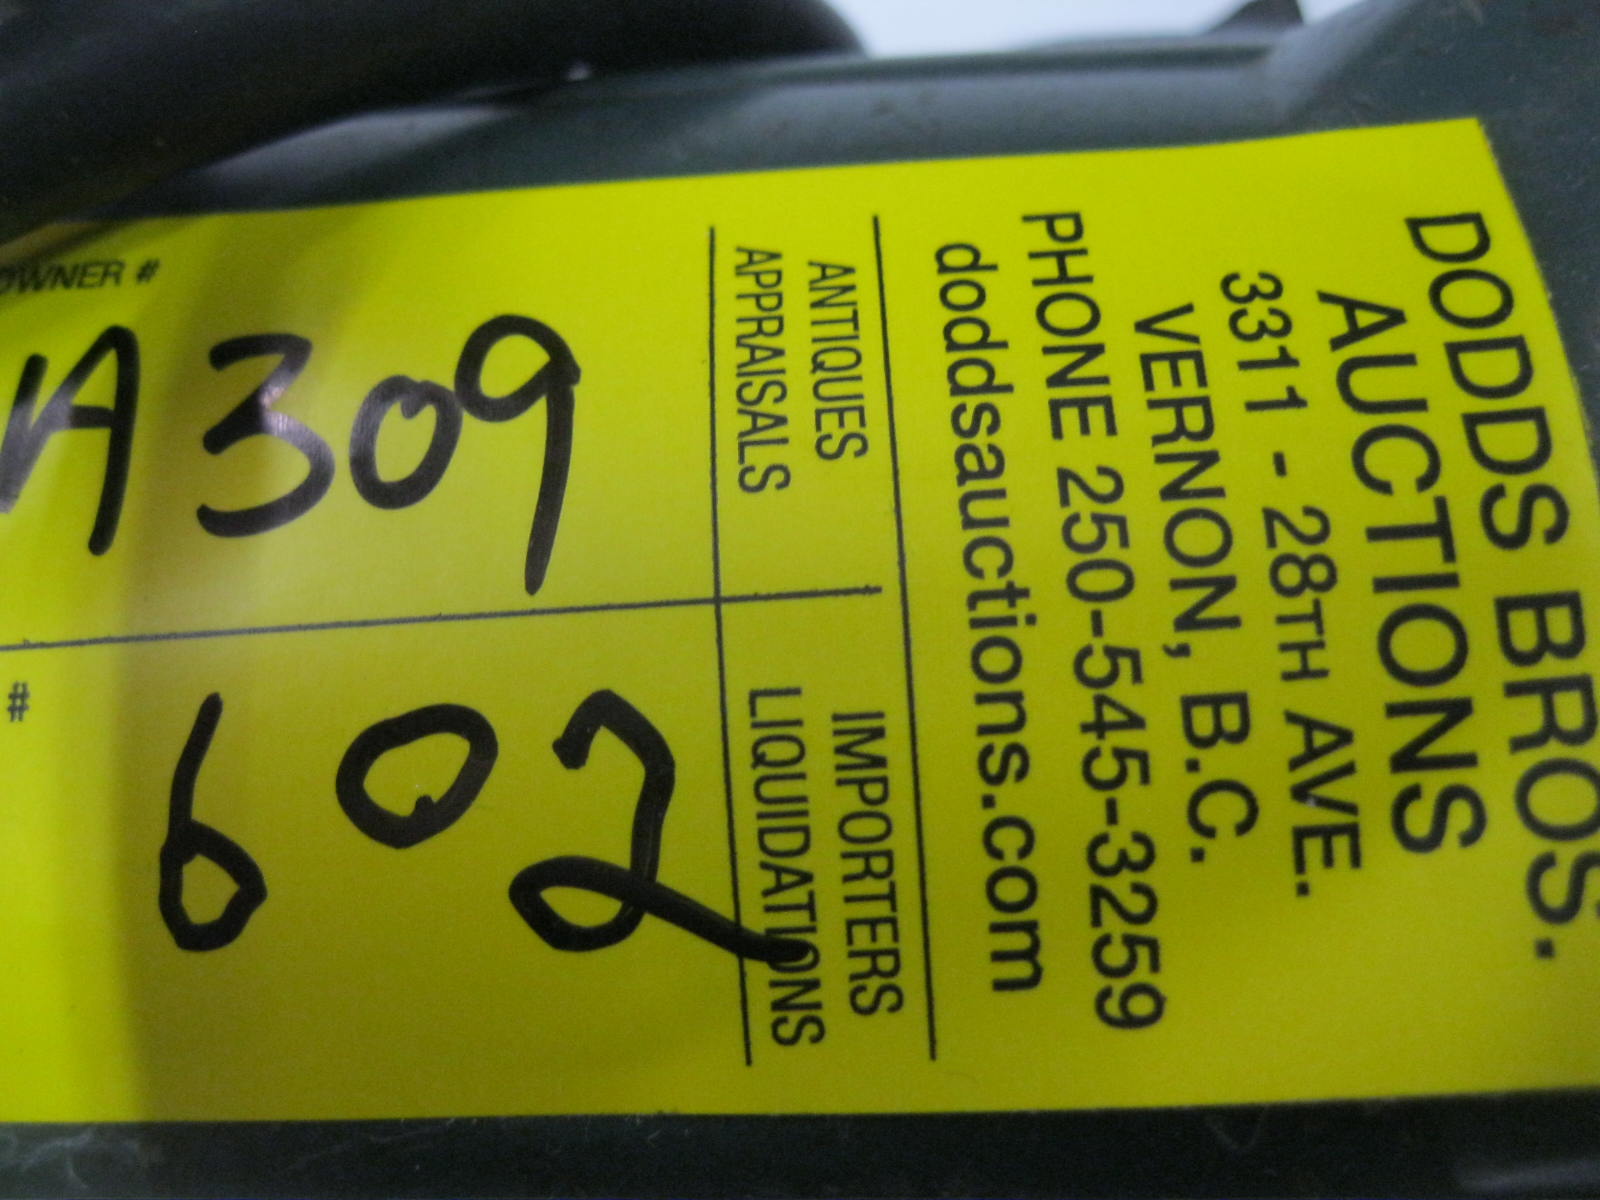 DODDS BROS.
AUCTIONS
3311 - 28TH AVE.
VERNON, B.C.
PHONE 250-545-3259
doddsauctions.com
ANTIQUES IMPORTERS
APPRAISALS LIQUIDATIONS
OWNER #
A309
#
602